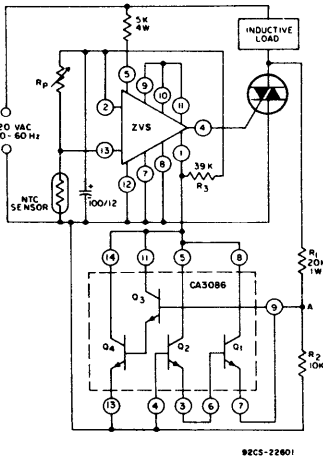 5K
4W
INDUCTIVE
LOAD
Rp
5
9
10
11
2
ZVS
4
20 VAC
0-60 Hz
13
1
8
7
12
39 K
R3
NTC
SENSOR
+
100/12
R1
20K
1W
14
11
5
8
CA3086
Q3
9
A
Q4
Q2
Q1
R2
10K
13
4
3
6
7
92CS-22601